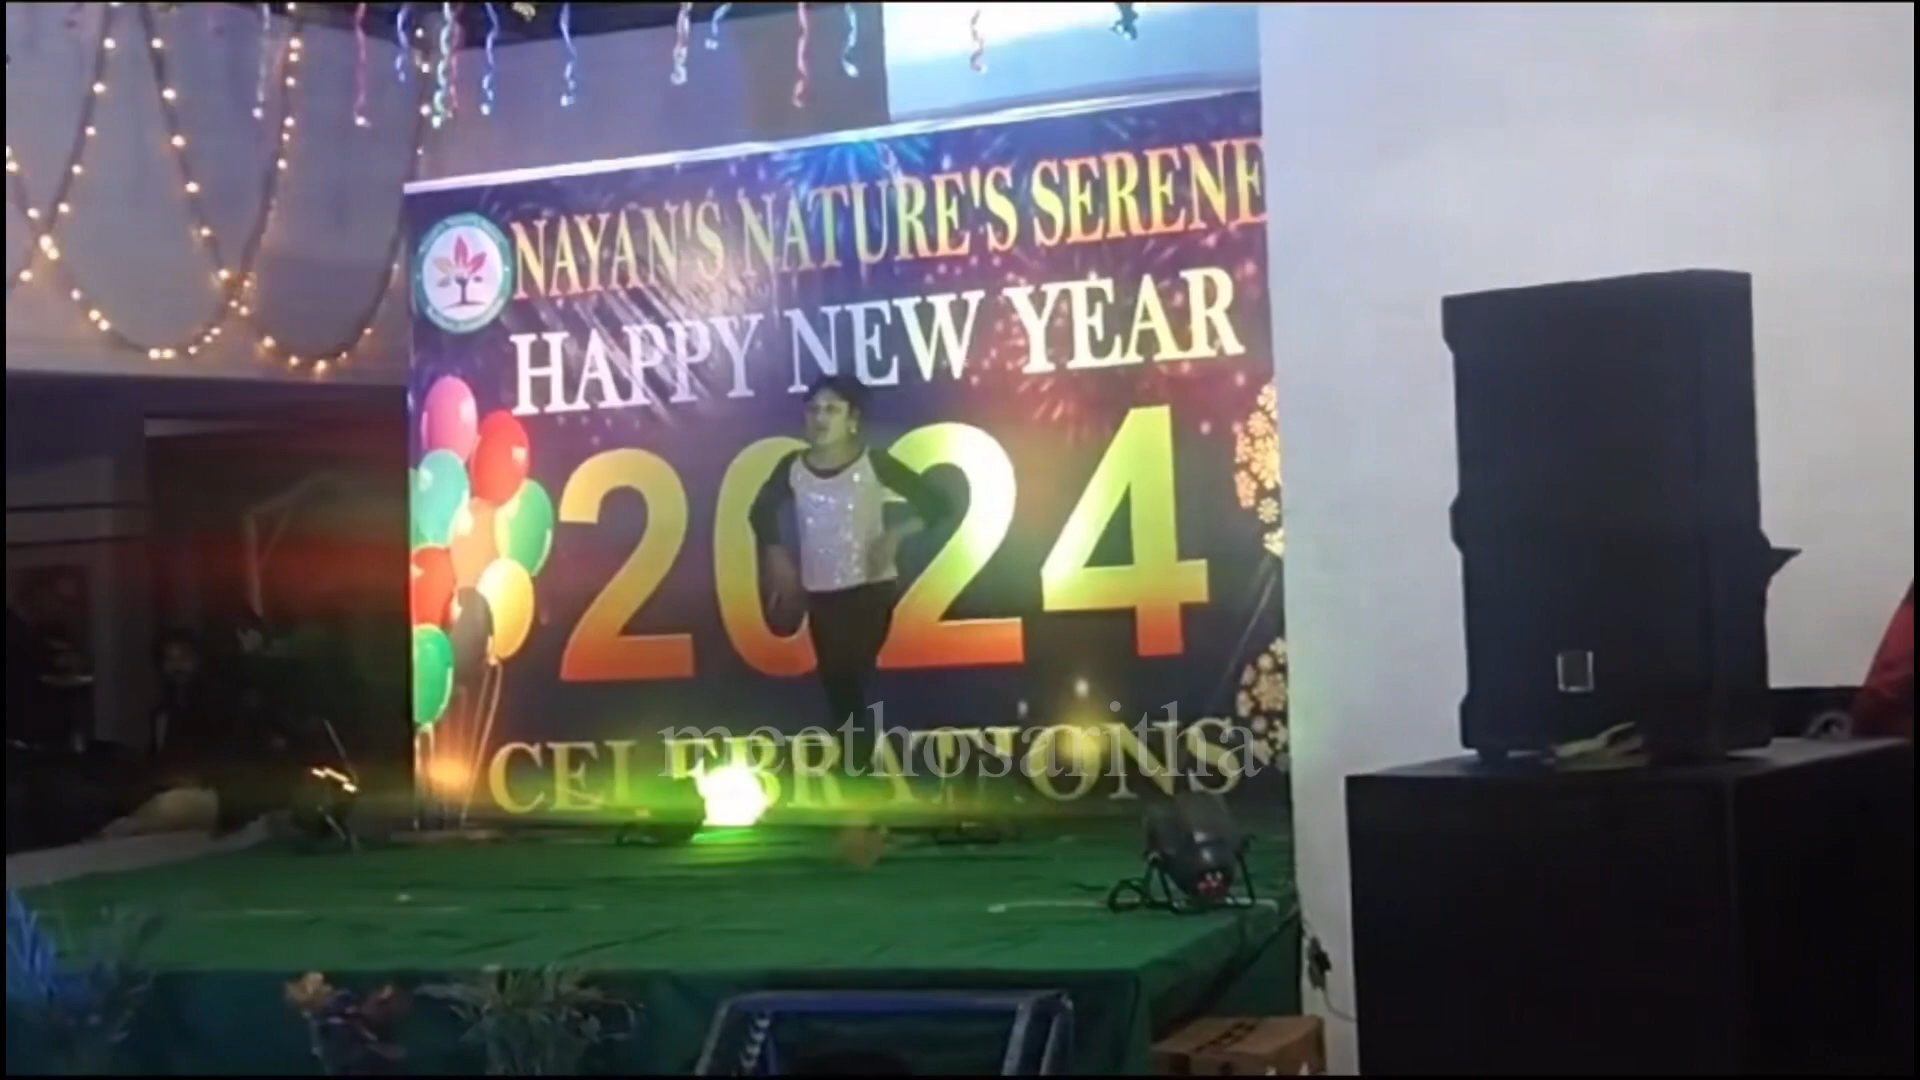 NAYAN'S NATURE'S SERENE
HAPPY NEW YEAR
2024
CELEBRATIONS
meethosaritha